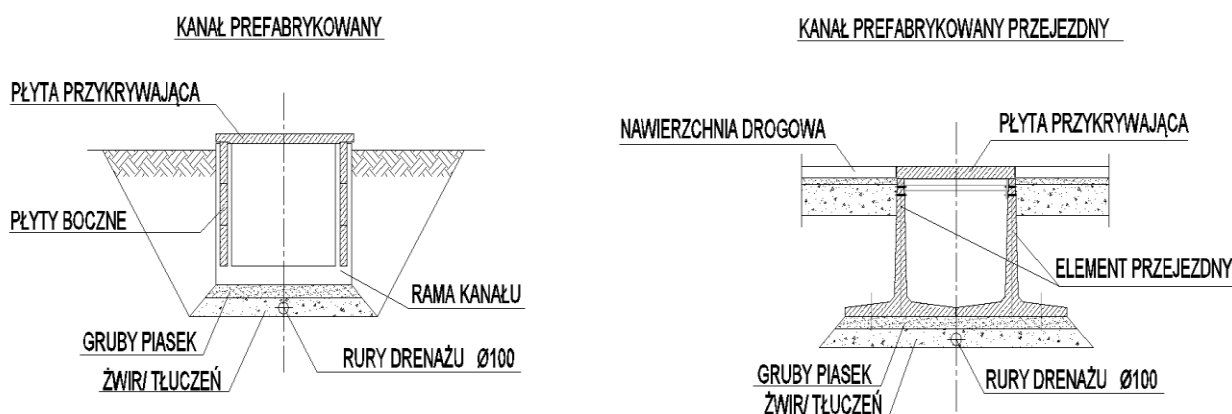 KANAŁ PREFABRYKOWANY
PŁYTA PRZYKRYWAJĄCA
PŁYTY BOCZNE
RAMA KANAŁU
GRUBY PIASEK
RURY DRENAŻU Ø100
ŻWIR/ TŁUCZEŃ
KANAŁ PREFABRYKOWANY PRZEJEZDNY
NAWIERZCHNIA DROGOWA
PŁYTA PRZYKRYWAJĄCA
ELEMENT PRZEJEZDNY
GRUBY PIASEK
RURY DRENAŻU Ø100
ŻWIR/ TŁUCZEŃ